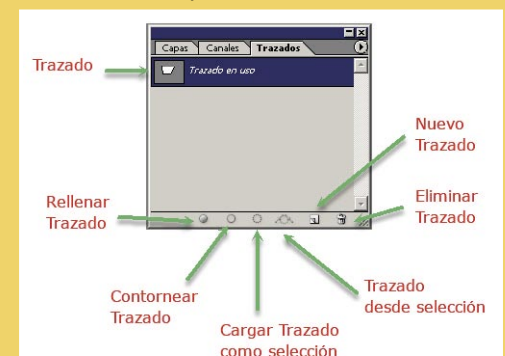 Capas Canales Trazados
Trazado
Trazado en uso
Nuevo
Trazado
Rellenar
Trazado
Eliminar
Trazado
Contornear
Trazado
Trazado
desde selección
Cargar Trazado
como selección